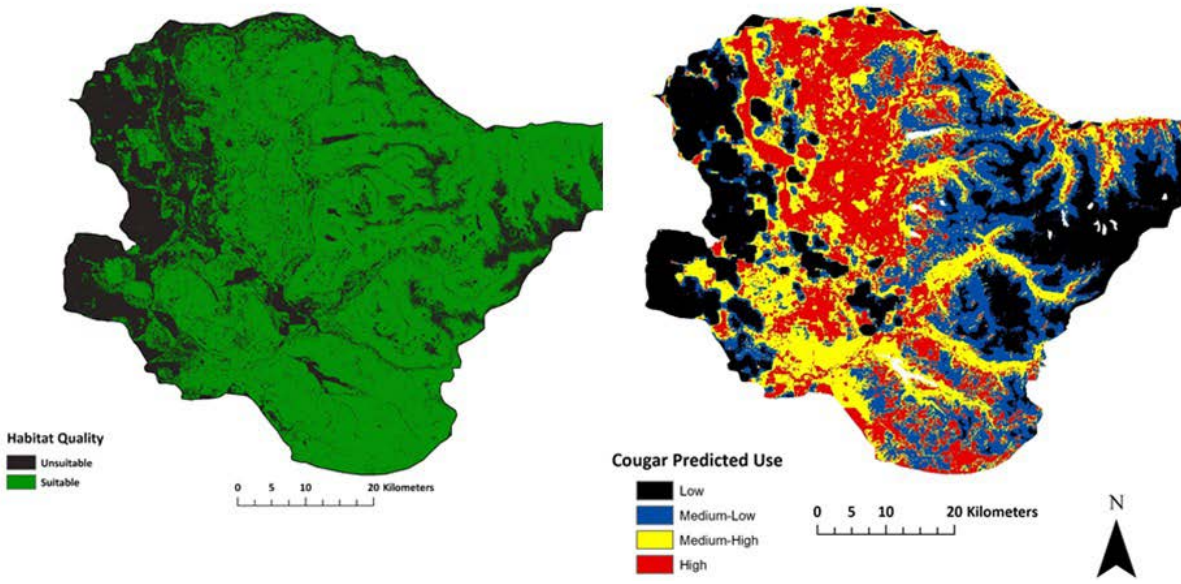 Habitat Quality
Unsuitable
Suitable
0 5 10 20 Kilometers
Cougar Predicted Use
Low
Medium-Low
Medium-High
High
0 5 10 20 Kilometers
N